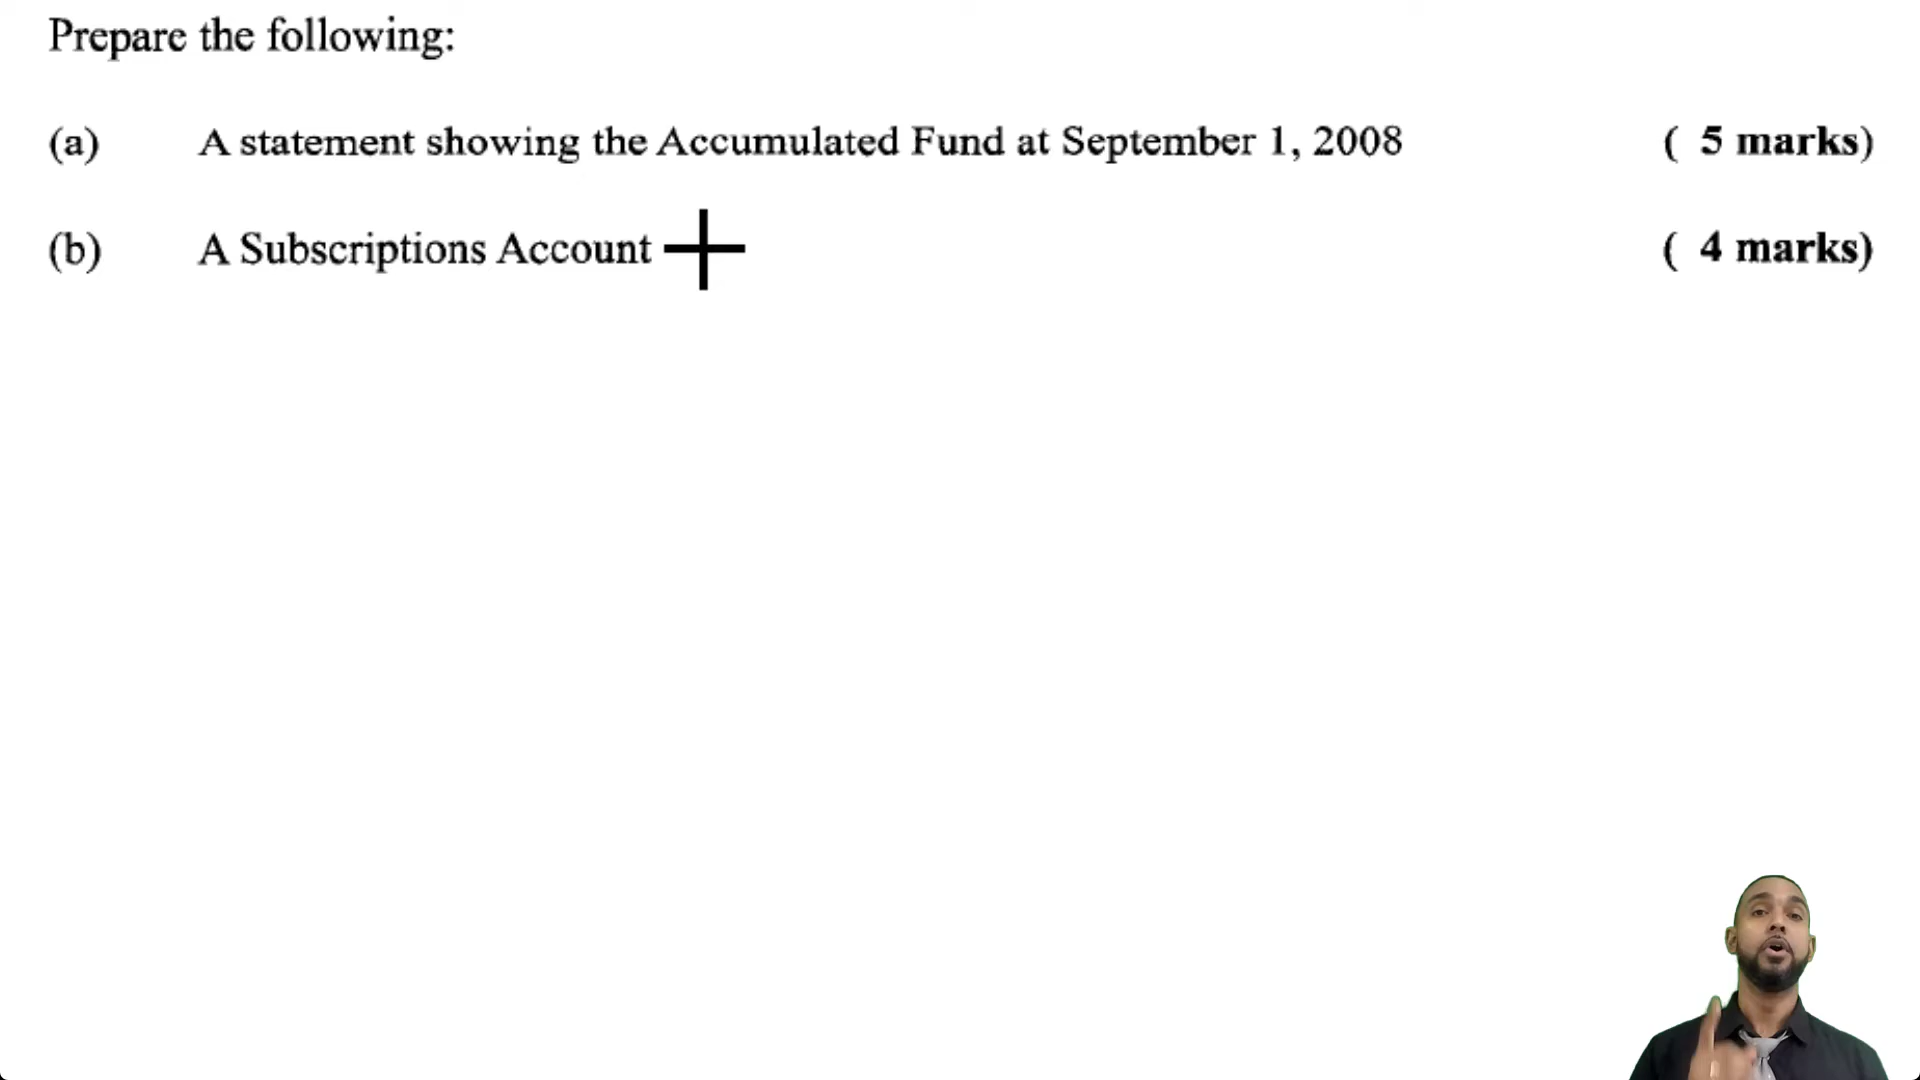 Prepare the following:
(a) A statement showing the Accumulated Fund at September 1, 2008 ( 5 marks)
(b) A Subscriptions Account ( 4 marks)